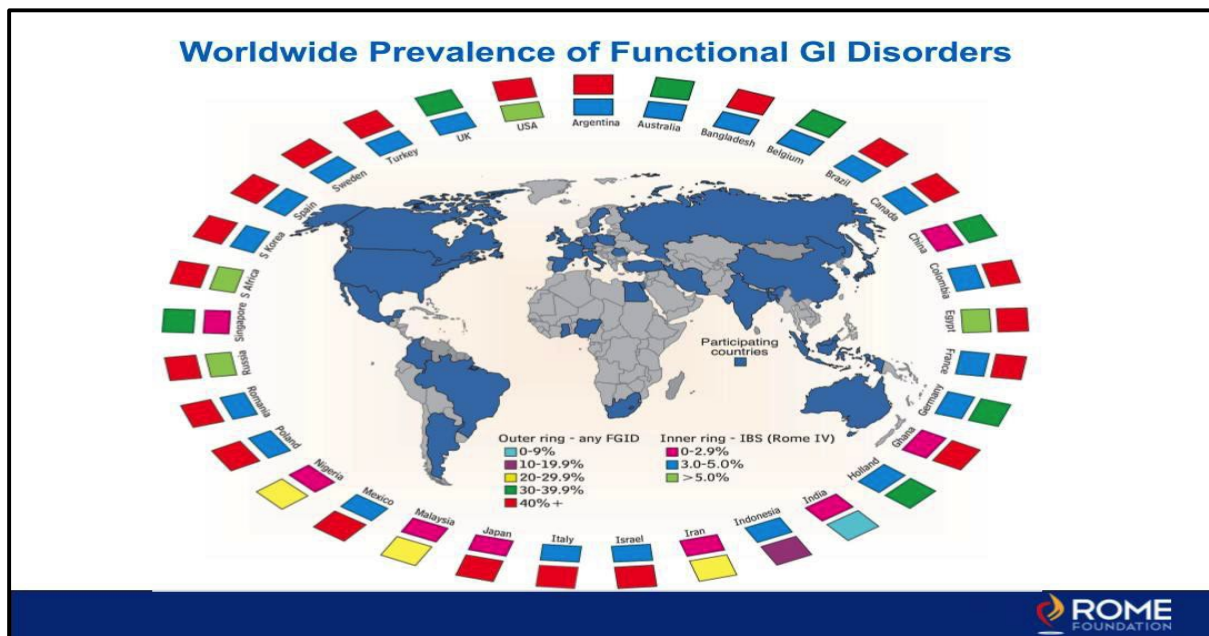 Worldwide Prevalence of Functional GI Disorders
Argentina
Australia
Bangladesh
Belgium
Brazil
Canada
China
Colombia
Egypt
France
Germany
Ghana
Holland
India
Indonesia
Iran
Israel
Italy
Japan
Malaysia
Mexico
Nigeria
Poland
Romania
Russia
Singapore
S Africa
S Korea
Spain
Sweden
Turkey
UK
USA
Participating
countries
Outer ring - any FGID
0-9%
10-19.9%
20-29.9%
30-39.9%
40% +
Inner ring - IBS (Rome IV)
0-2.9%
3.0-5.0%
>5.0%
ROME
FOUNDATION